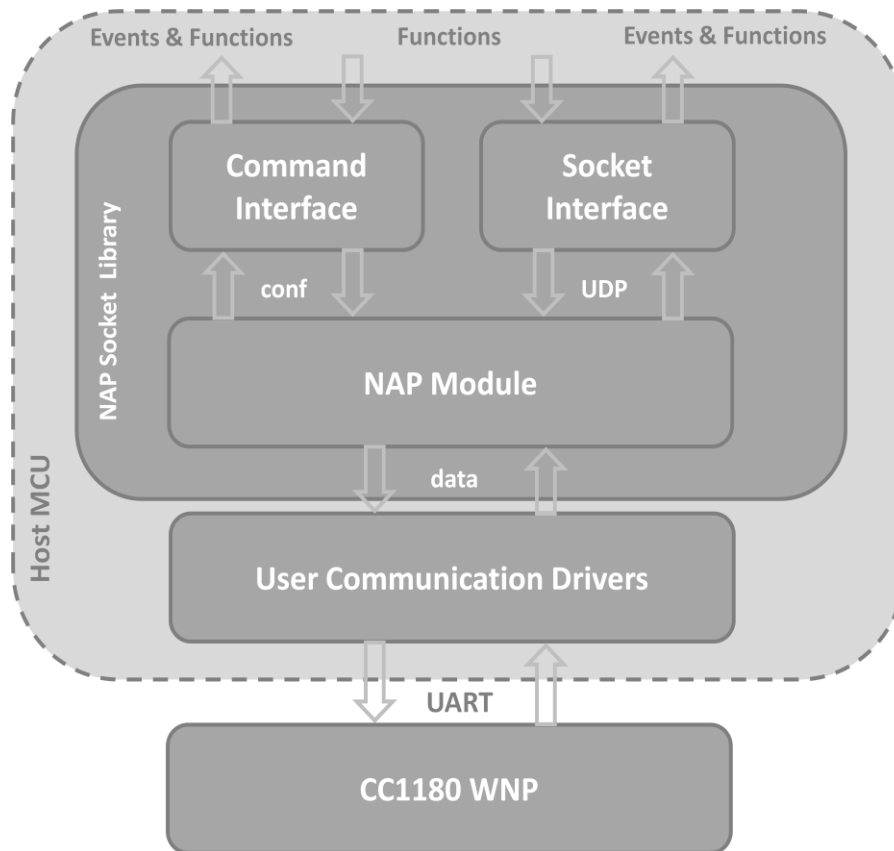 Events & Functions
Functions
Events & Functions
Command
Interface
Socket
Interface
NAP Socket  Library
conf
UDP
NAP Module
data
Host MCU
User Communication Drivers
UART
CC1180 WNP